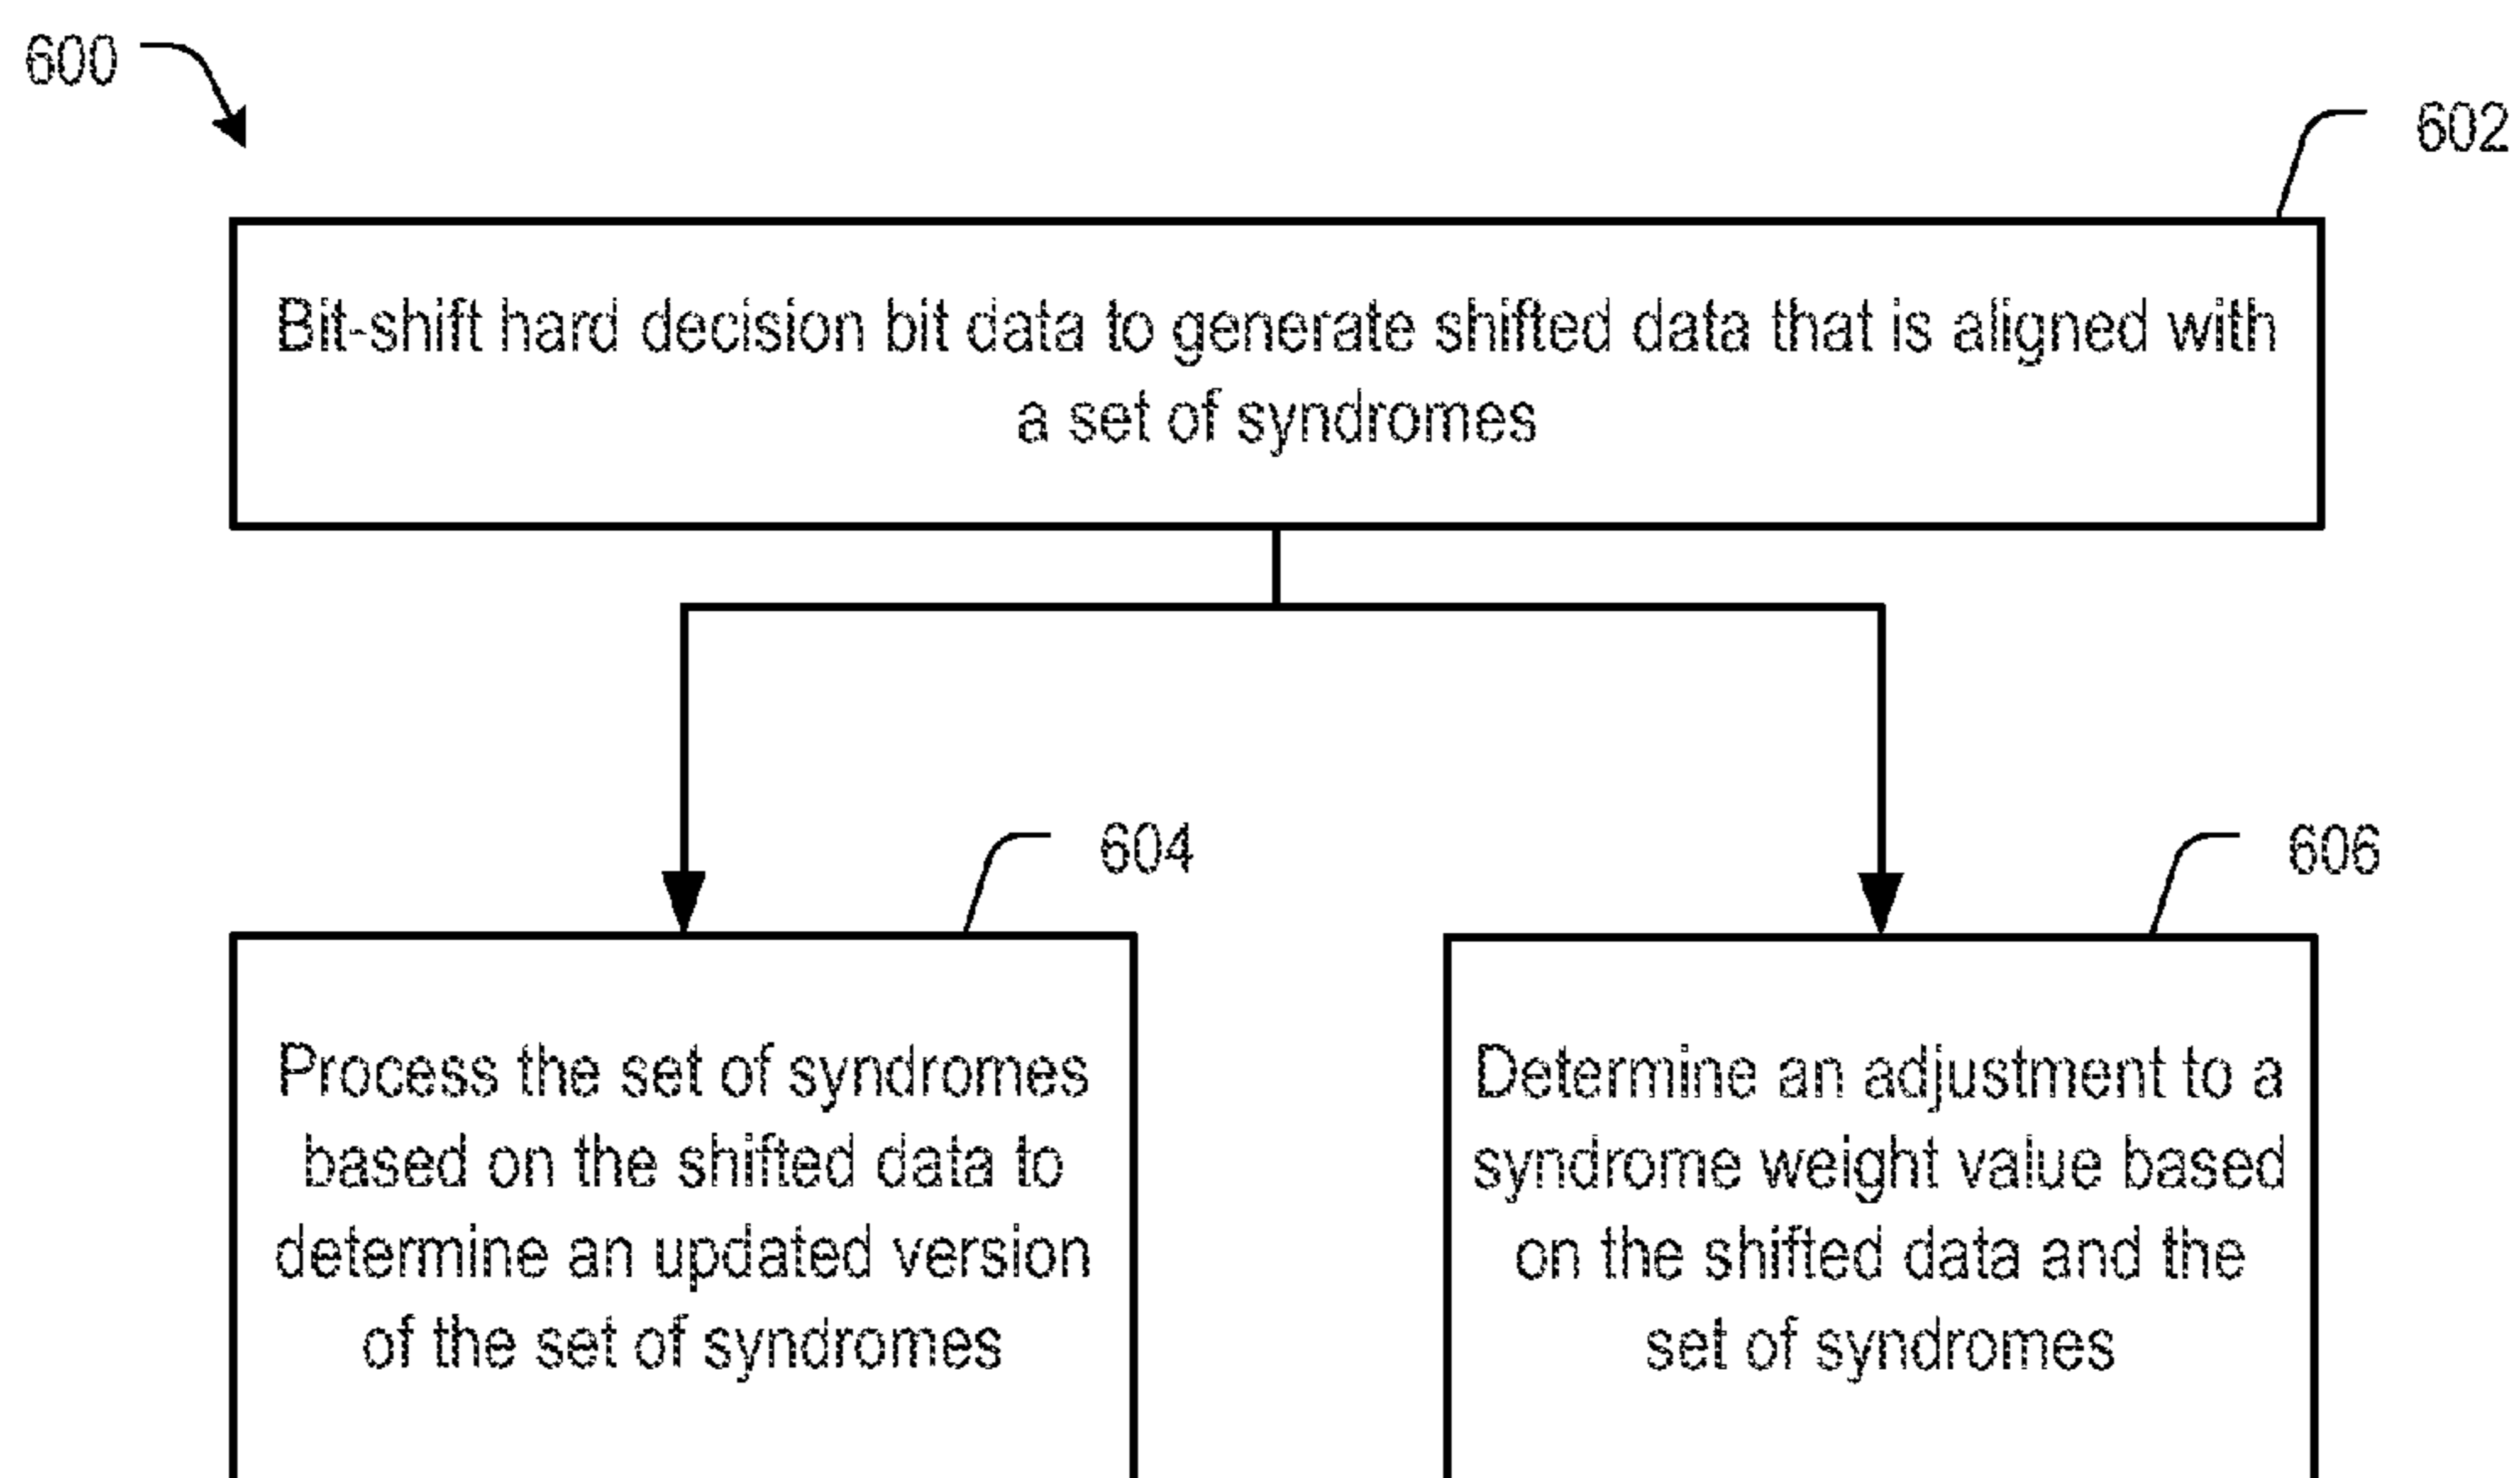 600
602
Bit-shift hard decision bit data to generate shifted data that is aligned with
a set of syndromes
604
Process the set of syndromes
based on the shifted data to
determine an updated version
of the set of syndromes
606
Determine an adjustment to a
syndrome weight value based
on the shifted data and the
set of syndromes